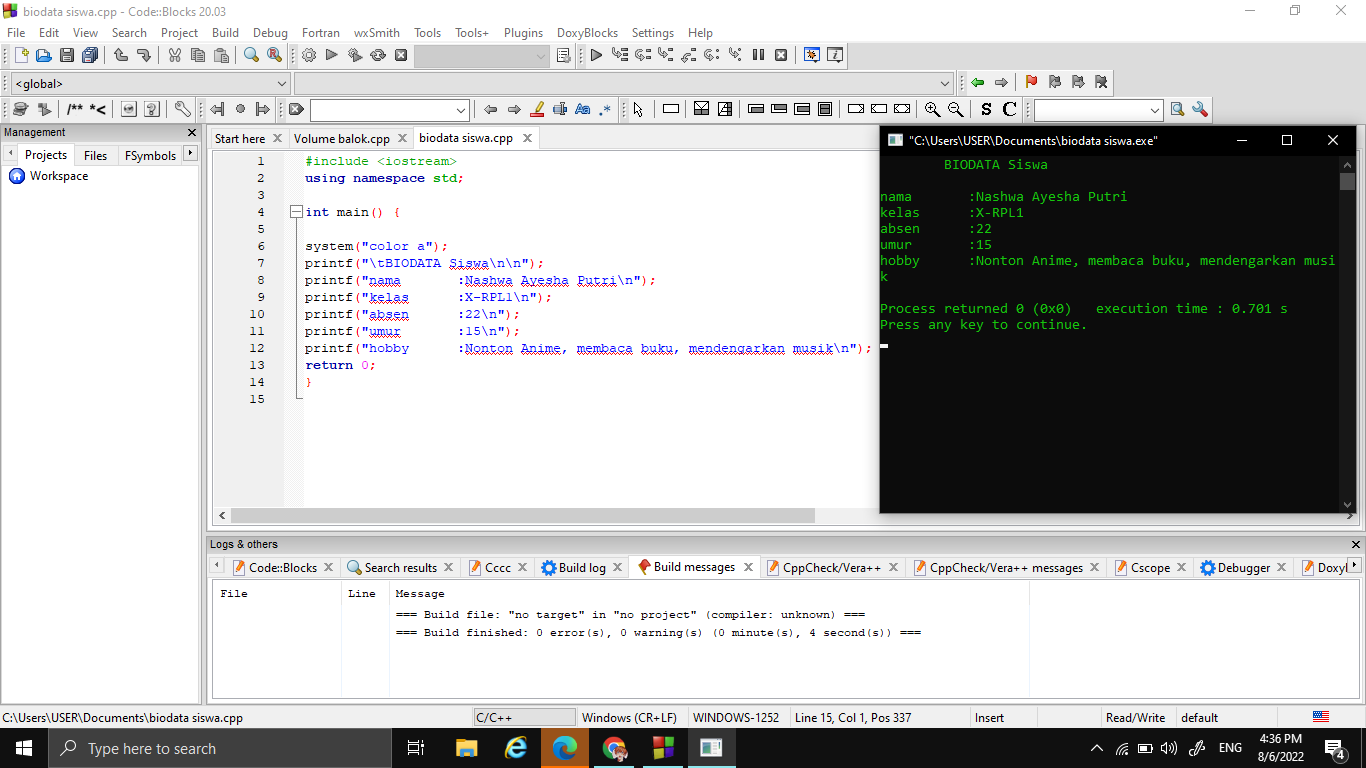 biodata siswa.cpp - Code::Blocks 20.03
File Edit View Search Project Build Debug Fortran wxSmith Tools Tools+ Plugins DoxyBlocks Settings Help
<global>
/** *<
S C
Management
Projects Files FSymbols
Workspace
Start here Volume balok.cpp biodata siswa.cpp
1 #include <iostream>
2 using namespace std;
3
4 int main() {
5
6 system("color a");
7 printf("\tBIODATA Siswa\n\n");
8 printf("nama       :Nashwa Ayesha Putri\n");
9 printf("kelas      :X-RPL1\n");
10 printf("absen      :22\n");
11 printf("umur       :15\n");
12 printf("hobby      :Nonton Anime, membaca buku, mendengarkan musik\n");
13 return 0;
14 }
15
"C:\Users\USER\Documents\biodata siswa.exe"
BIODATA Siswa
nama       :Nashwa Ayesha Putri
kelas      :X-RPL1
absen      :22
umur       :15
hobby      :Nonton Anime, membaca buku, mendengarkan musi
k
Process returned 0 (0x0)   execution time : 0.701 s
Press any key to continue.
Logs & others
Code::Blocks Search results Cccc Build log Build messages CppCheck/Vera++ CppCheck/Vera++ messages Cscope Debugger Doxyl
File Line Message
=== Build file: "no target" in "no project" (compiler: unknown) ===
=== Build finished: 0 error(s), 0 warning(s) (0 minute(s), 4 second(s)) ===
C:\Users\USER\Documents\biodata siswa.cpp C/C++ Windows (CR+LF) WINDOWS-1252 Line 15, Col 1, Pos 337 Insert Read/Write default
Type here to search
ENG
4:36 PM
8/6/2022
4